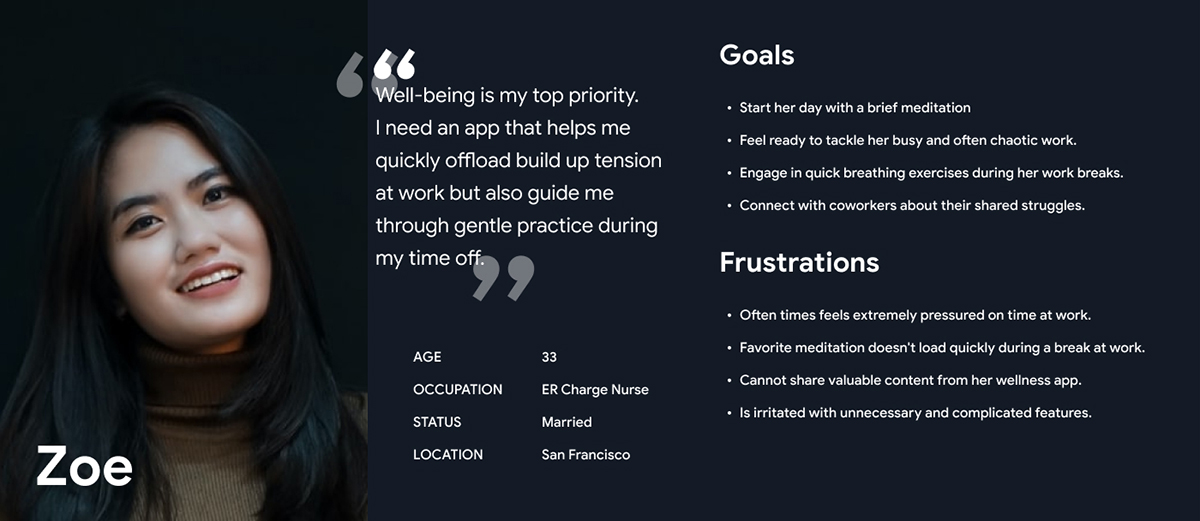 Zoe
“
Well-being is my top priority.
I need an app that helps me
quickly offload build up tension
at work but also guide me
through gentle practice during
my time off.
”
AGE 33
OCCUPATION ER Charge Nurse
STATUS Married
LOCATION San Francisco
Goals
• Start her day with a brief meditation
• Feel ready to tackle her busy and often chaotic work.
• Engage in quick breathing exercises during her work breaks.
• Connect with coworkers about their shared struggles.
Frustrations
• Often times feels extremely pressured on time at work.
• Favorite meditation doesn't load quickly during a break at work.
• Cannot share valuable content from her wellness app.
• Is irritated with unnecessary and complicated features.